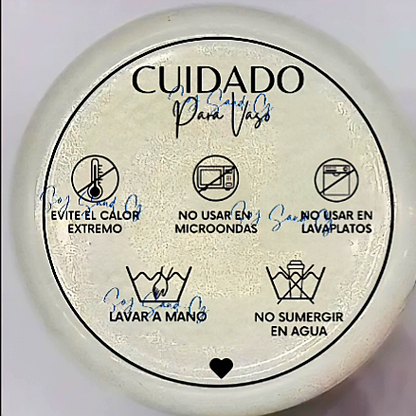 CUIDADO
Para Vaso
EVITE EL CALOR
EXTREMO
NO USAR EN
MICROONDAS
NO USAR EN
LAVAPLATOS
LAVAR A MANO
NO SUMERGIR
EN AGUA